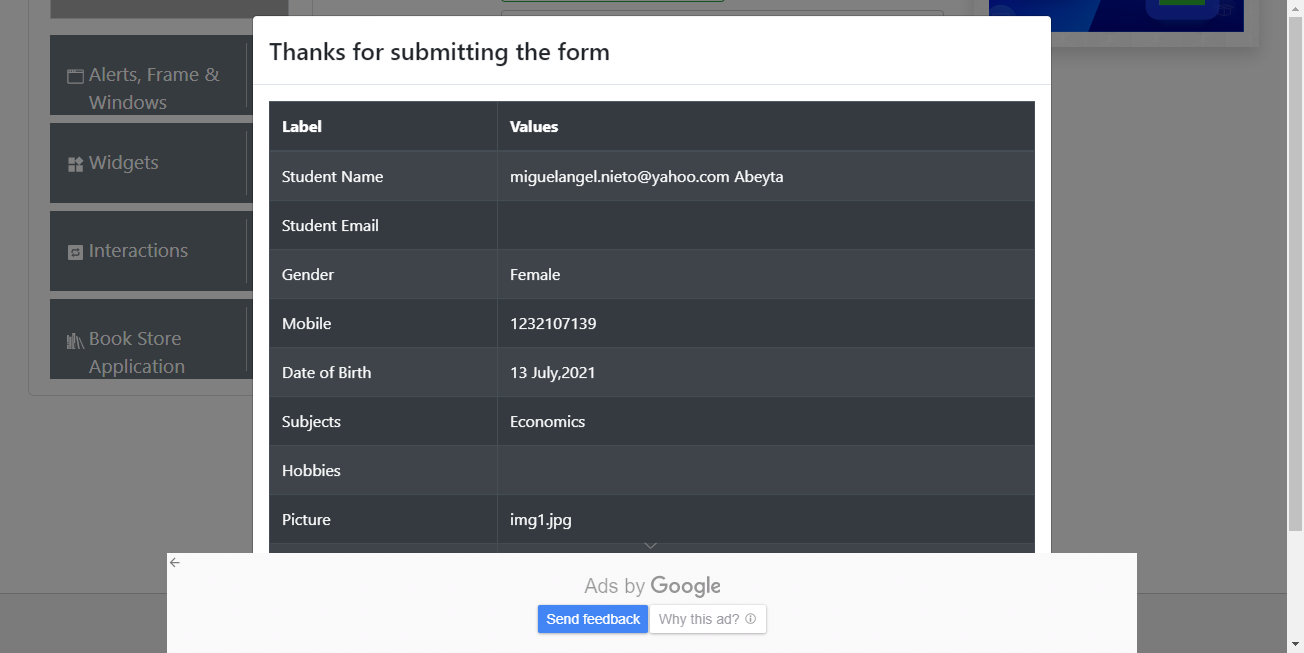 Thanks for submitting the form
Alerts, Frame &
Windows
Widgets
Interactions
Book Store
Application
Label Values
Student Name miguelangel.nieto@yahoo.com Abeyta
Student Email
Gender Female
Mobile 1232107139
Date of Birth 13 July,2021
Subjects Economics
Hobbies
Picture img1.jpg
Ads by Google
Send feedback Why this ad?